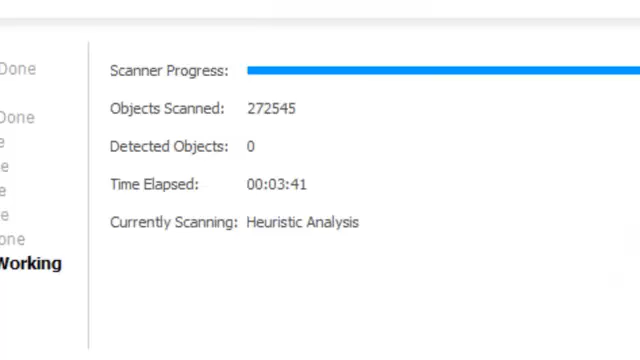 Done
Scanner Progress:
Objects Scanned: 272545
Done
Detected Objects: 0
e
e
Time Elapsed: 00:03:41
e
e
Currently Scanning: Heuristic Analysis
one
Working